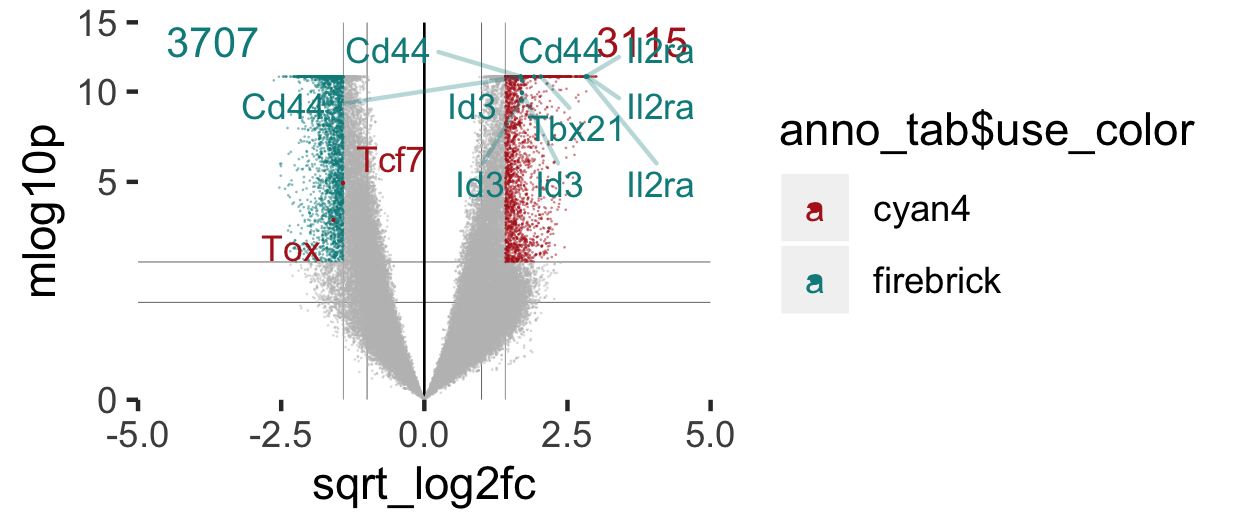 15
10
5
0
mlog10p
3707
3115
Cd44
Cd44
Il2ra
Cd44
Id3
Il2ra
Tbx21
Tcf7
Id3
Id3
Il2ra
Tox
-5.0
-2.5
0.0
2.5
5.0
sqrt_log2fc
anno_tab$use_color
a cyan4
a firebrick